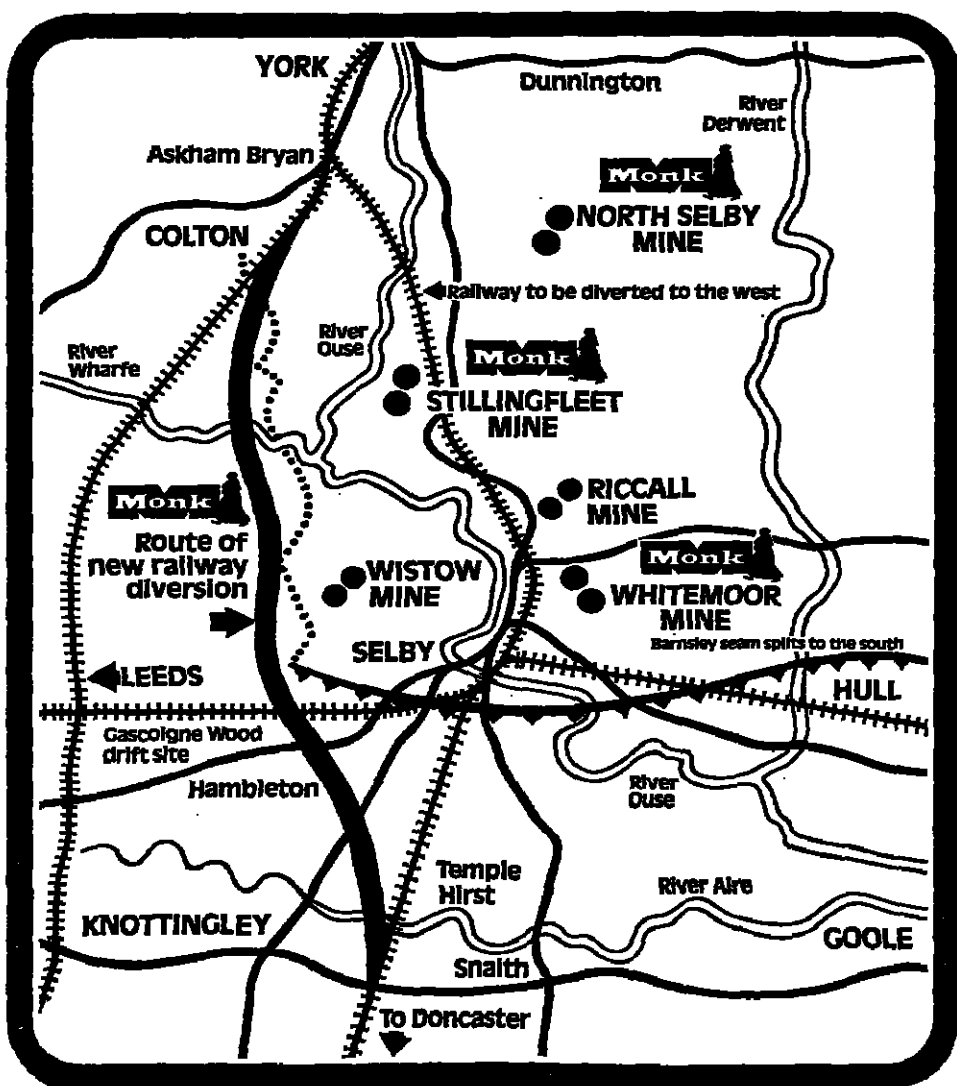 YORK
Dunnington
River
Derwent
Askham Bryan
Monk
NORTH SELBY
MINE
COLTON
Railway to be diverted to the west
River
Ouse
River
Wharfe
Monk
STILLINGFLEET
MINE
Monk
RICCALL
MINE
Route of
new railway
diversion
Monk
WISTOW
MINE
WHITEMOOR
MINE
Barnsley seam splits to the south
SELBY
LEEDS
HULL
Gascoigne Wood
drift site
Hambleton
River
Ouse
Temple
Hirst
River Aire
KNOTTINGLEY
GOOLE
Snaith
To Doncaster